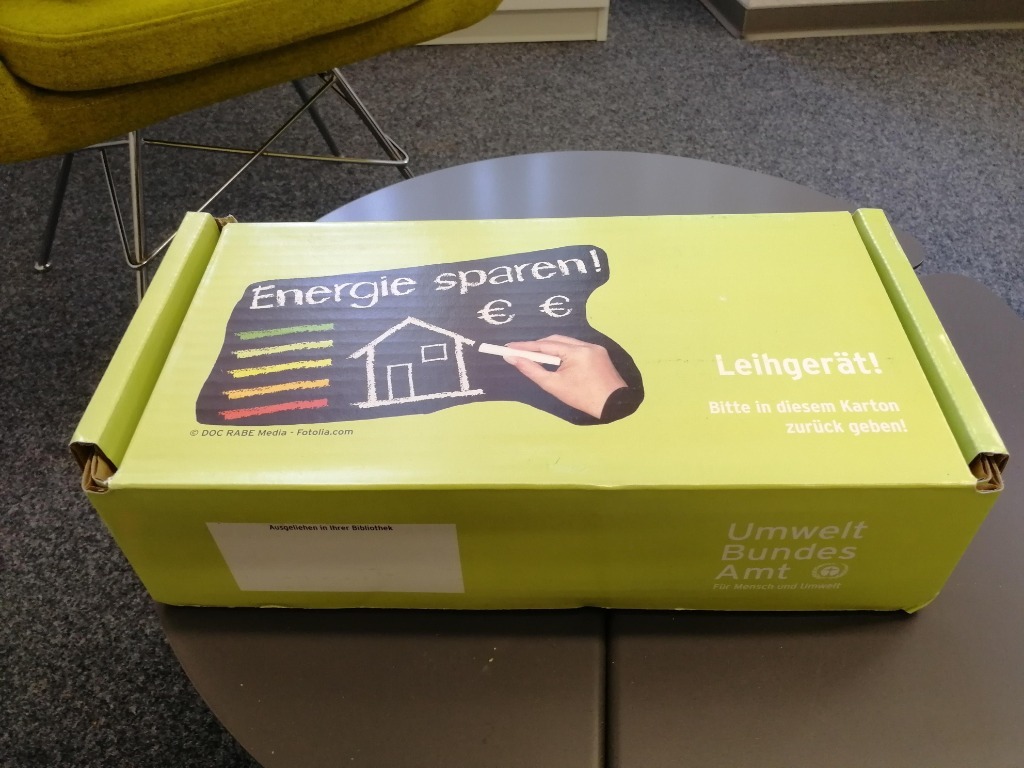 Energie sparen!
€ €
© DOC RABE Media - Fotolia.com
Leihgerät!
Bitte in diesem Karton
zurück geben!
Ausgeliehen in Ihrer Bibliothek
Umwelt
Bundes
Amt
Für Mensch und Umwelt